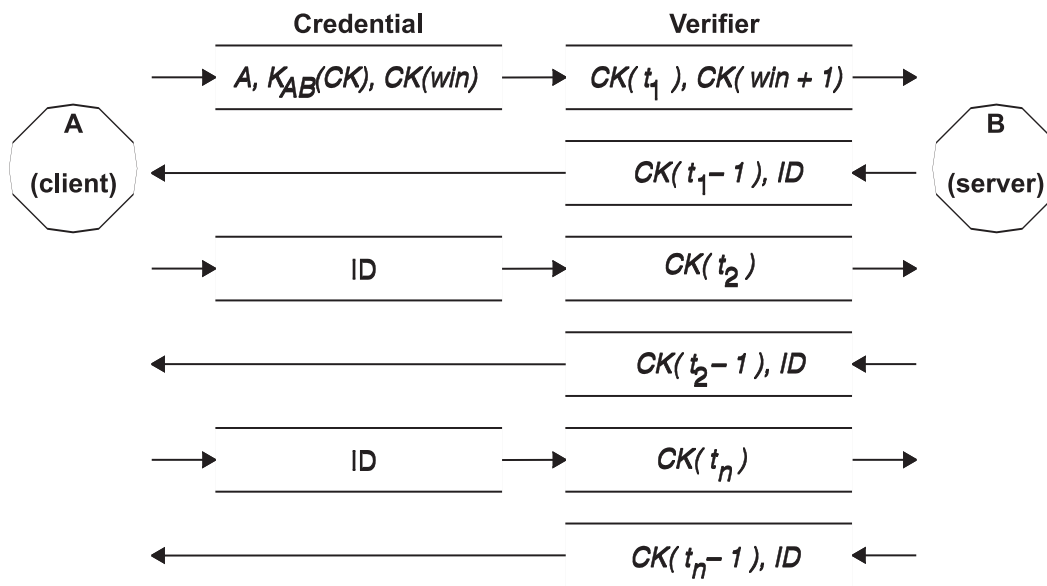 Credential Verifier
A, K_AB(CK), CK(win) CK( t_1 ), CK( win + 1)
A
(client)
B
(server)
CK( t_1 – 1 ), ID
ID CK( t_2 )
CK( t_2 – 1 ), ID
ID CK( t_n )
CK( t_n – 1 ), ID